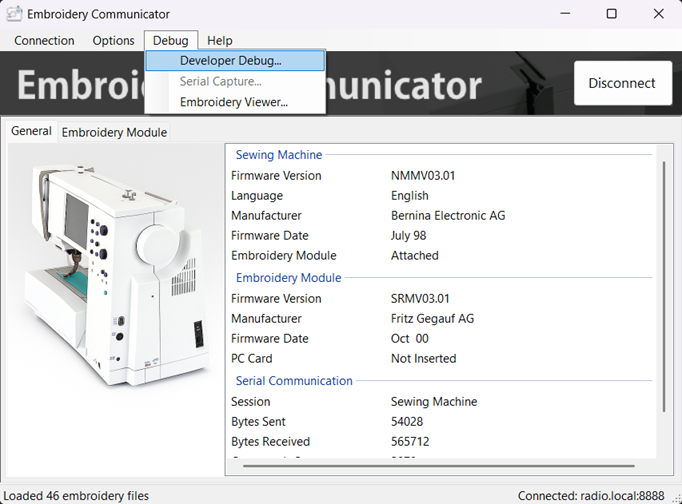 Embroidery Communicator
Connection Options Debug Help
Developer Debug...
Serial Capture...
Embroidery Viewer...
Embroi unicator
Disconnect
General Embroidery Module
Sewing Machine
Firmware Version NMMV03.01
Language English
Manufacturer Bernina Electronic AG
Firmware Date July 98
Embroidery Module Attached
Embroidery Module
Firmware Version SRMV03.01
Manufacturer Fritz Gegauf AG
Firmware Date Oct 00
PC Card Not Inserted
Serial Communication
Session Sewing Machine
Bytes Sent 54028
Bytes Received 565712
Loaded 46 embroidery files Connected: radio.local:8888